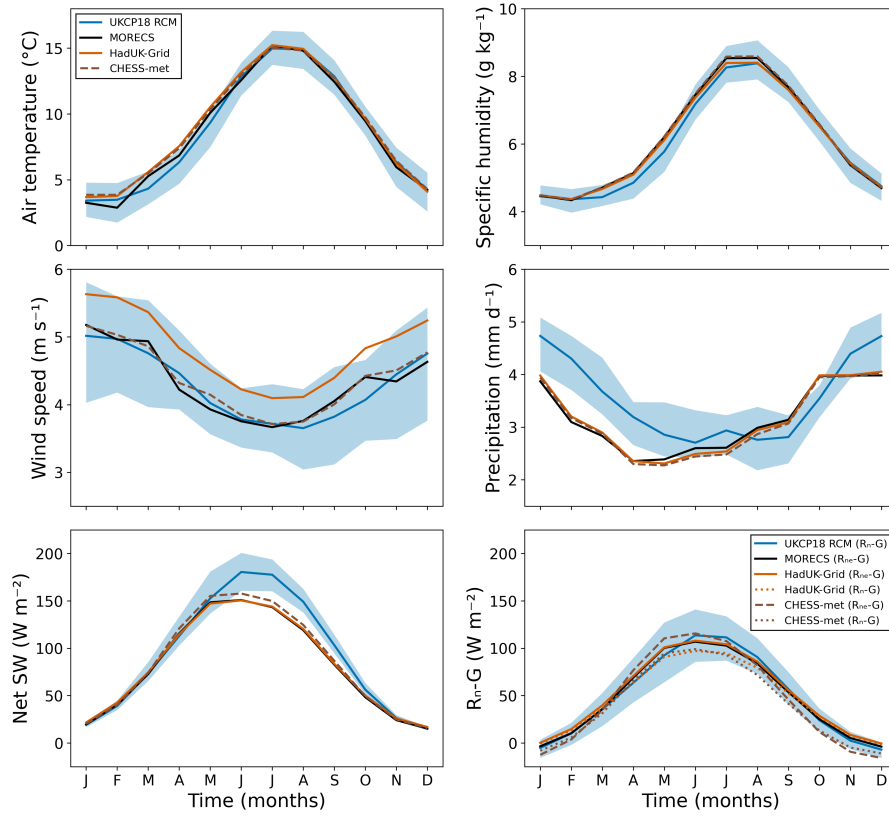 Air temperature (°C)
15
10
5
0
UKCP18 RCM
MORECS
HadUK-Grid
CHESS-met
Specific humidity (g kg⁻¹)
10
8
6
4
Wind speed (m s⁻¹)
6
5
4
3
Precipitation (mm d⁻¹)
6
5
4
3
2
Net SW (W m⁻²)
200
150
100
50
0
J F M A M J J A S O N D
Time (months)
Rₙ-G (W m⁻²)
200
150
100
50
0
UKCP18 RCM (Rₙ-G)
MORECS (Rₙₑ-G)
HadUK-Grid (Rₙₑ-G)
HadUK-Grid (Rₙ-G)
CHESS-met (Rₙₑ-G)
CHESS-met (Rₙ-G)
J F M A M J J A S O N D
Time (months)